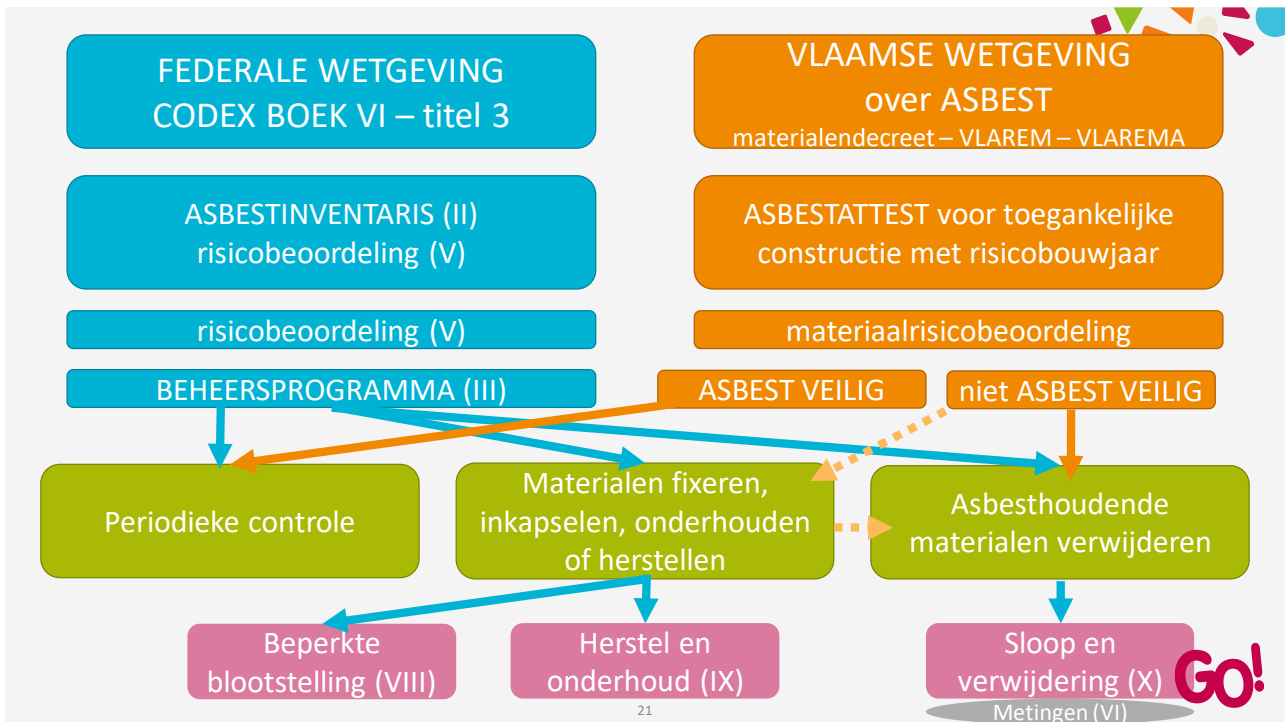 FEDERALE WETGEVING
CODEX BOEK VI – titel 3
VLAAMSE WETGEVING
over ASBEST
materialendecreet – VLAREM – VLAREMA
ASBESTINVENTARIS (II)
risicobeoordeling (V)
ASBESTATTEST voor toegankelijke
constructie met risicobouwjaar
risicobeoordeling (V)
materiaalrisicobeoordeling
BEHEERSPROGRAMMA (III)
ASBEST VEILIG
niet ASBEST VEILIG
Periodieke controle
Materialen fixeren,
inkapselen, onderhouden
of herstellen
Asbesthoudende
materialen verwijderen
Beperkte
blootstelling (VIII)
Herstel en
onderhoud (IX)
Sloop en
verwijdering (X)
GO!
Metingen (VI)
21